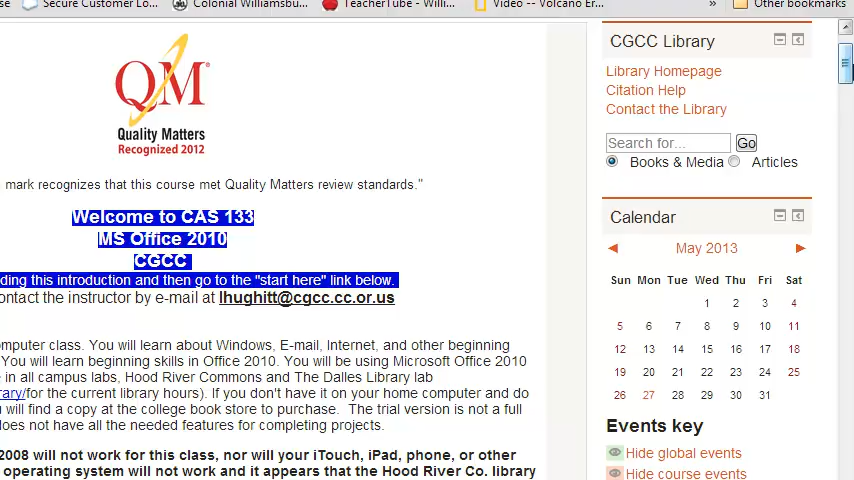 Secure Customer Lo...
Colonial Williamsbu...
TeacherTube - Willi...
Video -- Volcano Er...
»
Other bookmarks
QM
Quality Matters
Recognized 2012
mark recognizes that this course met Quality Matters review standards."
Welcome to CAS 133
MS Office 2010
CGCC
ding this introduction and then go to the "start here" link below.
ontact the instructor by e-mail at lhughitt@cgcc.cc.or.us
mputer class. You will learn about Windows, E-mail, Internet, and other beginning
You will learn beginning skills in Office 2010. You will be using Microsoft Office 2010
e in all campus labs, Hood River Commons and The Dalles Library lab
rary/for the current library hours). If you don't have it on your home computer and do
u will find a copy at the college book store to purchase. The trial version is not a full
does not have all the needed features for completing projects.
2008 will not work for this class, nor will your iTouch, iPad, phone, or other
operating system will not work and it appears that the Hood River Co. library
CGCC Library
Library Homepage
Citation Help
Contact the Library
Search for... Go
Books & Media Articles
Calendar
◄ May 2013 ►
Sun Mon Tue Wed Thu Fri Sat
1 2 3 4
5 6 7 8 9 10 11
12 13 14 15 16 17 18
19 20 21 22 23 24 25
26 27 28 29 30 31
Events key
Hide global events
Hide course events